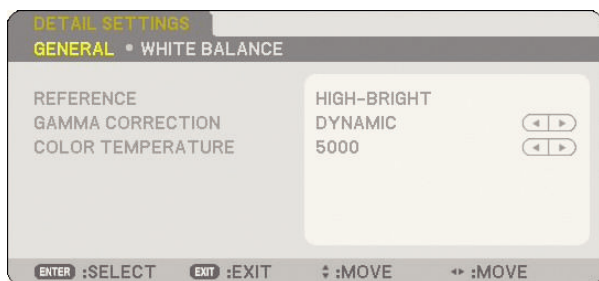 DETAIL SETTINGS
GENERAL • WHITE BALANCE
REFERENCE HIGH-BRIGHT
GAMMA CORRECTION DYNAMIC
COLOR TEMPERATURE 5000
ENTER :SELECT EXIT :EXIT :MOVE :MOVE